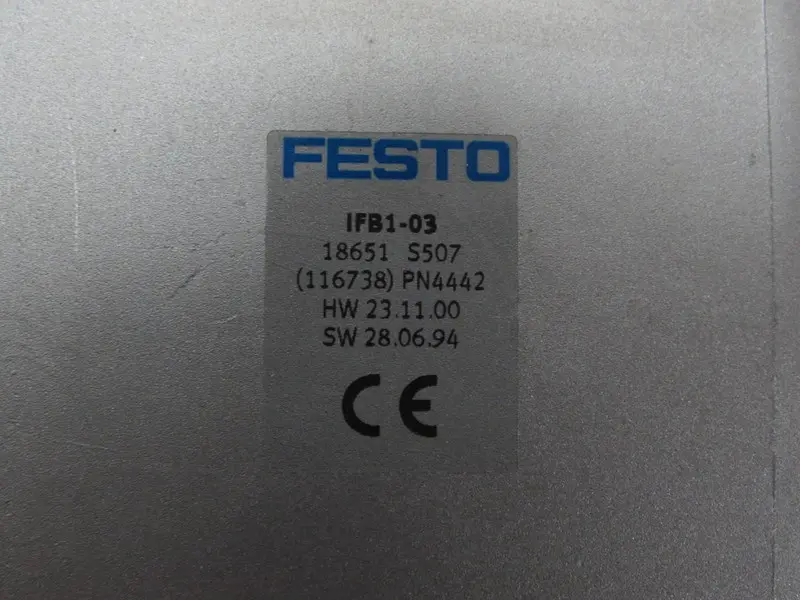 FESTO
IFB1-03
18651 S507
(116738) PN4442
HW 23.11.00
SW 28.06.94
CE